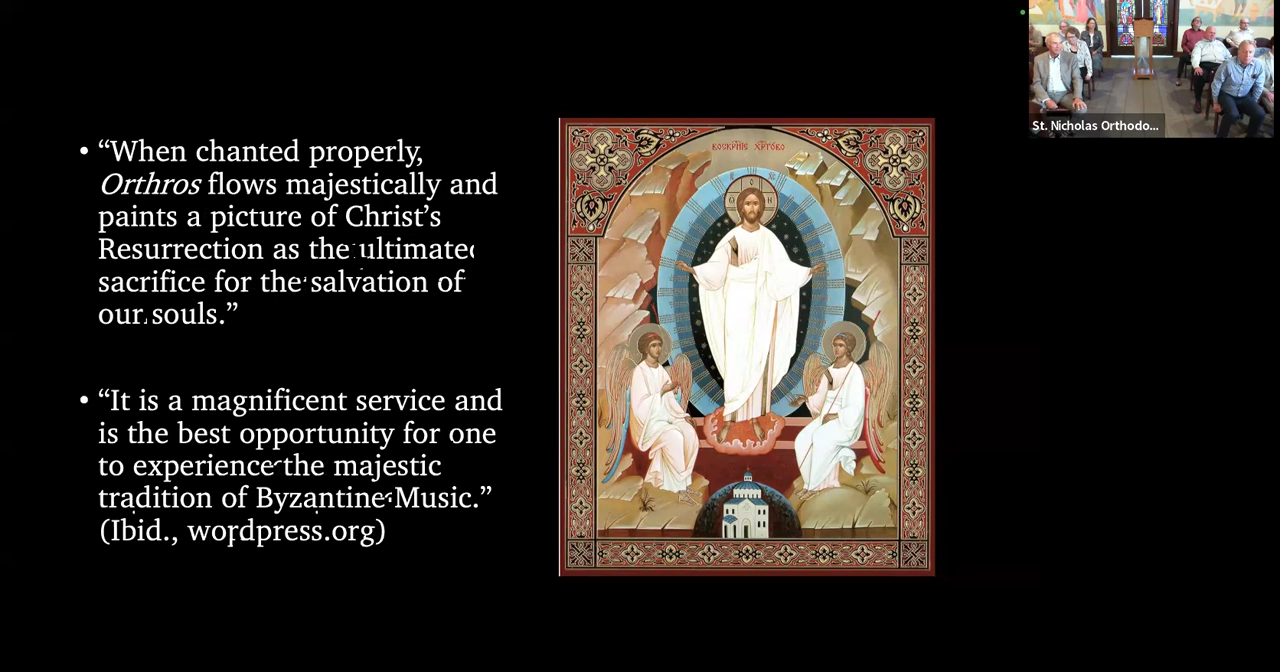 St. Nicholas Orthodo...
• “When chanted properly,
Orthros flows majestically and
paints a picture of Christ’s
Resurrection as the ultimate
sacrifice for the salvation of
our souls.”
• “It is a magnificent service and
is the best opportunity for one
to experience the majestic
tradition of Byzantine Music.”
(Ibid., wordpress.org)